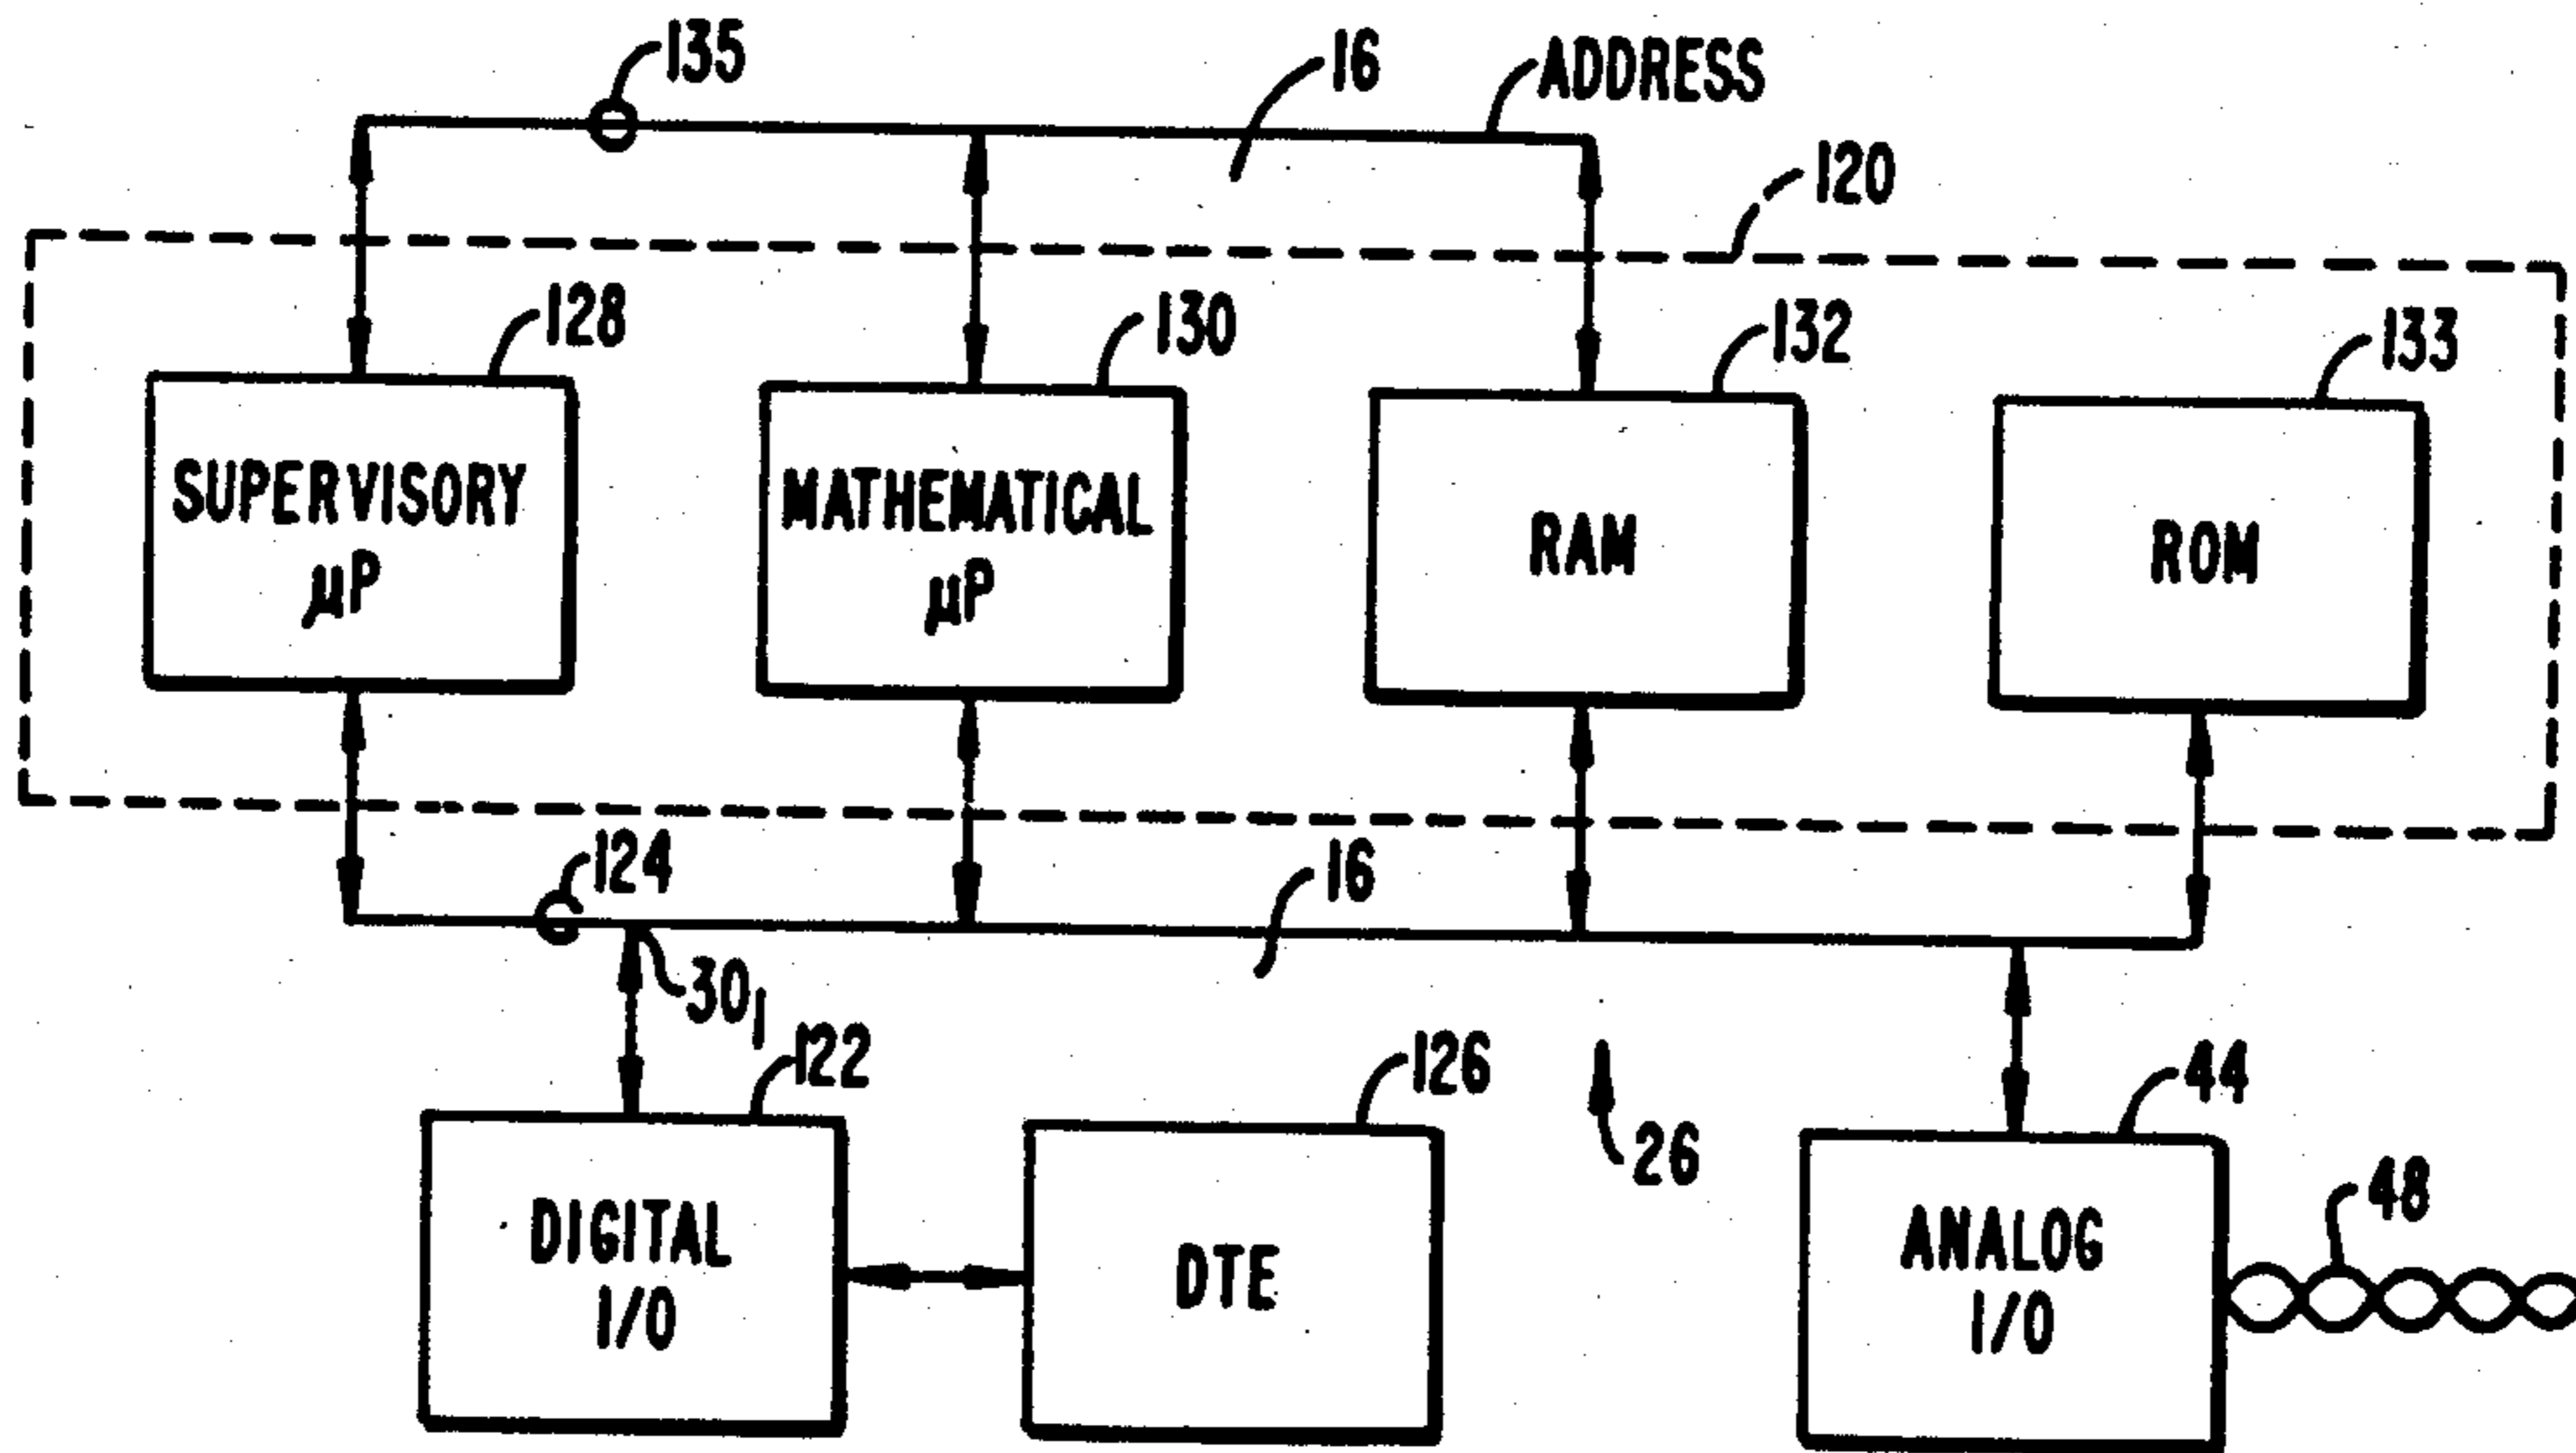 135
16
ADDRESS
120
128
130
132
133
SUPERVISORY
μP
MATHEMATICAL
μP
RAM
ROM
124
16
30₁
122
126
26
44
48
DIGITAL
I/O
DTE
ANALOG
I/O